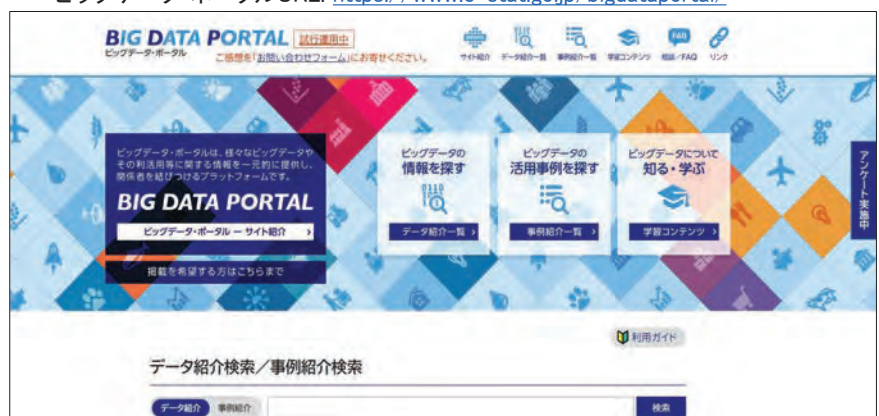 ビッグデータ・ポータルURL: https://www.e-stat.go.jp/bigdataportal/
BIG DATA PORTAL 試行運用中
ビッグデータ・ポータル
ご感想を「お問い合わせフォーム」にお寄せください。
サイト紹介
データ紹介一覧
事例紹介一覧
学習コンテンツ
FAQ
相談/FAQ
リンク
ビッグデータ・ポータルは、様々なビッグデータや
その利活用等に関する情報を一元的に提供し、
関係者を結びつけるプラットフォームです。
BIG DATA PORTAL
ビッグデータ・ポータル ー サイト紹介
掲載を希望する方はこちらまで
ビッグデータの
情報を探す
データ紹介一覧
ビッグデータの
活用事例を探す
事例紹介一覧
ビッグデータについて
知る・学ぶ
学習コンテンツ
アンケート実施中
利用ガイド
データ紹介検索/事例紹介検索
データ紹介
事例紹介
検索